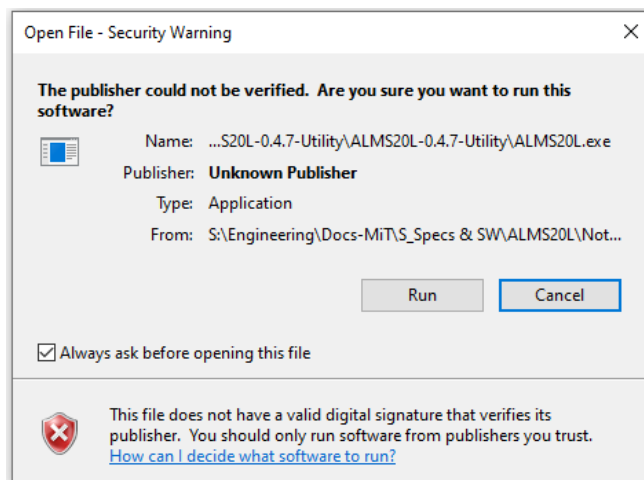 Open File - Security Warning
The publisher could not be verified.  Are you sure you want to run this
software?
Name: ...S20L-0.4.7-Utility\ALMS20L-0.4.7-Utility\ALMS20L.exe
Publisher: Unknown Publisher
Type: Application
From: S:\Engineering\Docs-MiT\S_Specs & SW\ALMS20L\Not...
Run Cancel
Always ask before opening this file
This file does not have a valid digital signature that verifies its
publisher.  You should only run software from publishers you trust.
How can I decide what software to run?